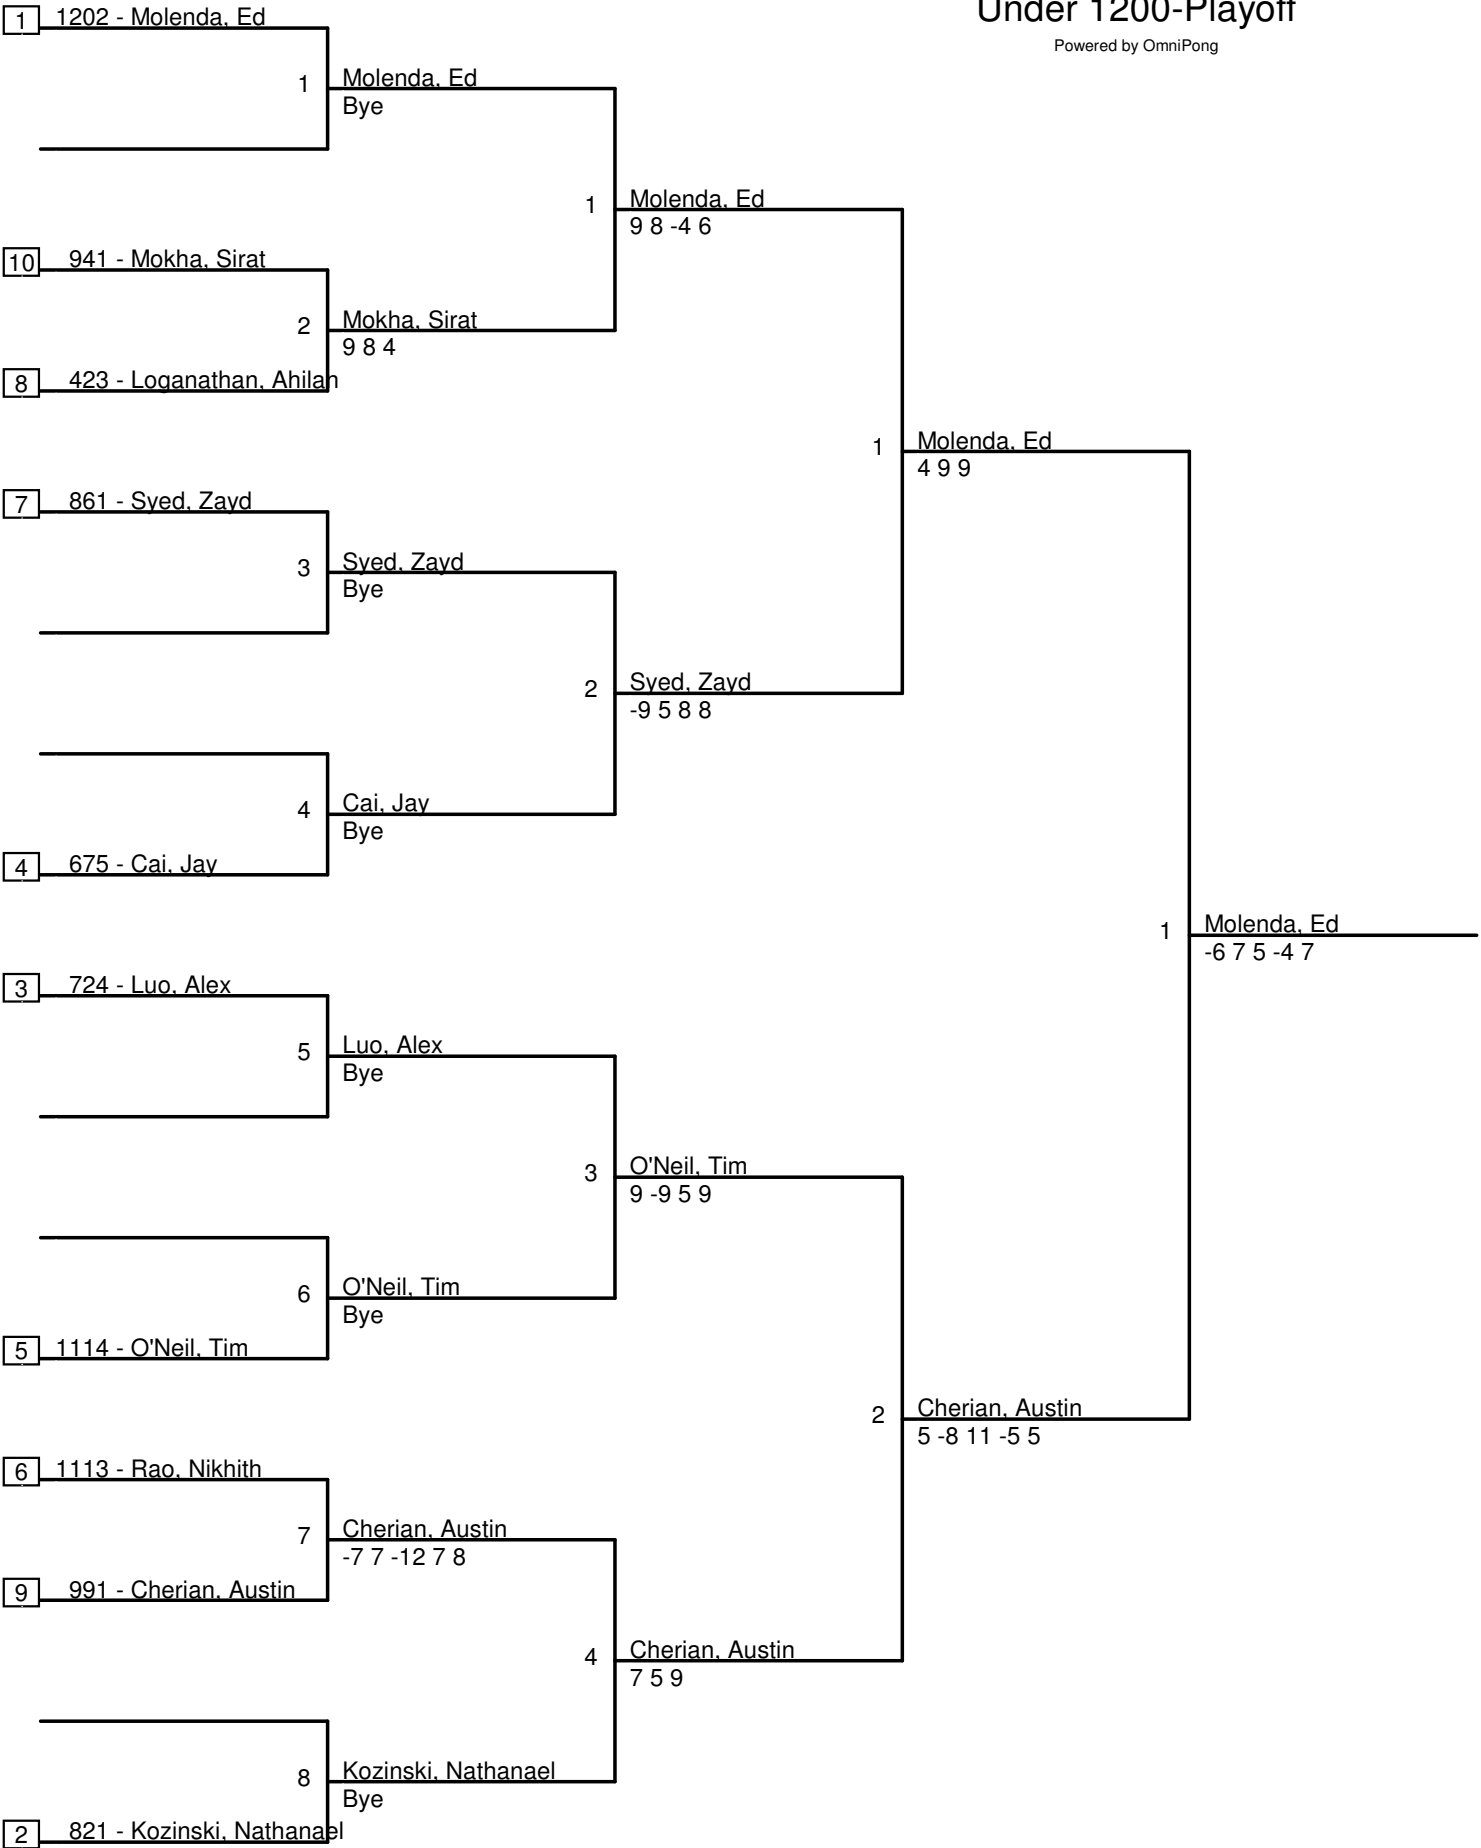 Under 1200-Playoff
Powered by OmniPong
1 1202 - Molenda, Ed
1 Molenda, Ed
Bye
1 Molenda, Ed
9 8 -4 6
10 941 - Mokha, Sirat
2 Mokha, Sirat
9 8 4
8 423 - Loganathan, Ahilan
1 Molenda, Ed
4 9 9
7 861 - Syed, Zayd
3 Syed, Zayd
Bye
2 Syed, Zayd
-9 5 8 8
4 Cai, Jay
Bye
4 675 - Cai, Jay
1 Molenda, Ed
-6 7 5 -4 7
3 724 - Luo, Alex
5 Luo, Alex
Bye
3 O'Neil, Tim
9 -9 5 9
6 O'Neil, Tim
Bye
5 1114 - O'Neil, Tim
2 Cherian, Austin
5 -8 11 -5 5
6 1113 - Rao, Nikhith
7 Cherian, Austin
-7 7 -12 7 8
9 991 - Cherian, Austin
4 Cherian, Austin
7 5 9
8 Kozinski, Nathanael
Bye
2 821 - Kozinski, Nathanael